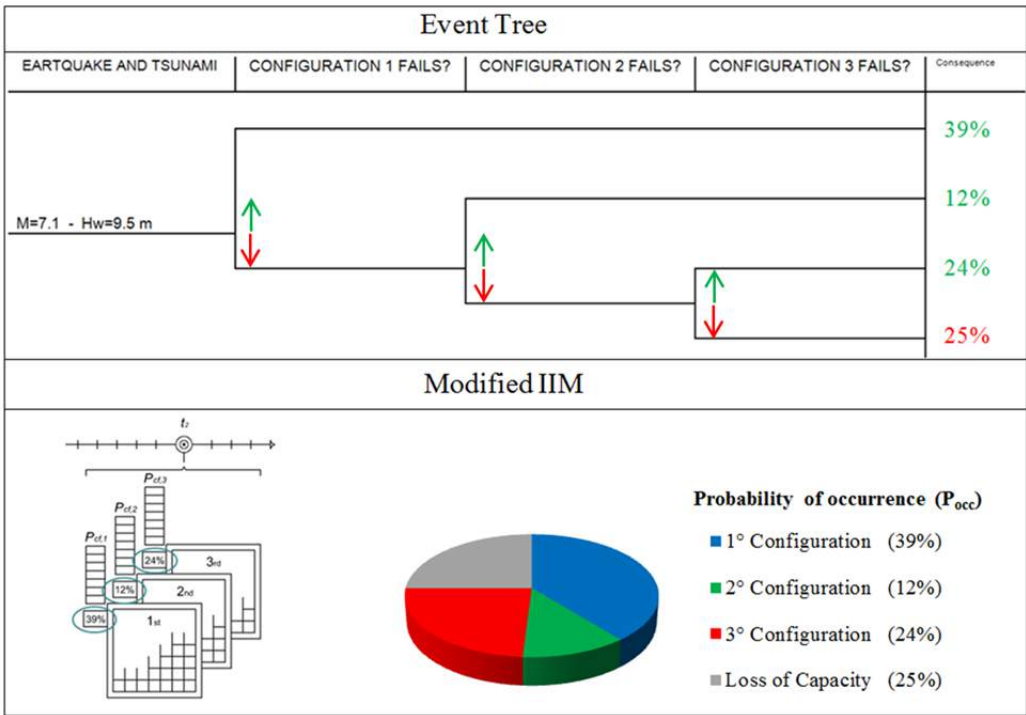 Event Tree
EARTQUAKE AND TSUNAMI
CONFIGURATION 1 FAILS?
CONFIGURATION 2 FAILS?
CONFIGURATION 3 FAILS?
Consequence
39%
12%
M=7.1 - Hw=9.5 m
24%
25%
Modified IIM
t2
Pcf,3
Pcf,2
Pcf,1
24%
3rd
12%
2nd
39%
1st
Probability of occurrence (Pocc)
1° Configuration (39%)
2° Configuration (12%)
3° Configuration (24%)
Loss of Capacity (25%)